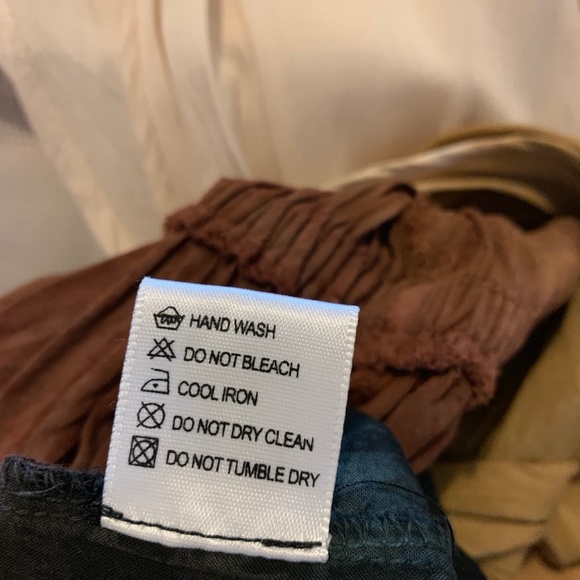 HAND WASH
DO NOT BLEACH
COOL IRON
DO NOT DRY CLEAN
DO NOT TUMBLE DRY